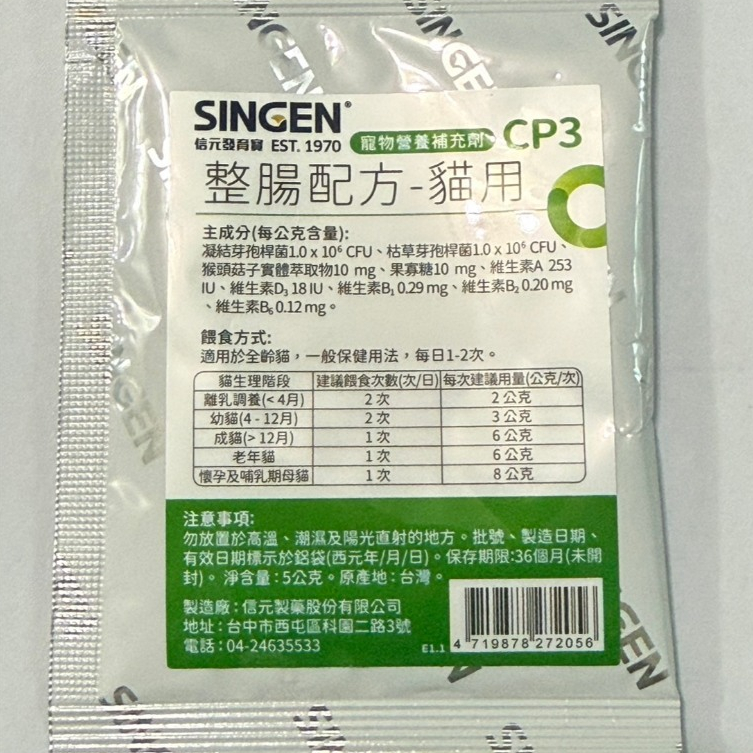 SINGEN
SINGEN
SINGEN®
信元發育寶 EST. 1970
寵物營養補充劑
CP3
整腸配方-貓用
主成分(每公克含量):
凝結芽孢桿菌1.0 x 10⁶ CFU、枯草芽孢桿菌1.0 x 10⁶ CFU、
猴頭菇子實體萃取物10 mg、果寡糖10 mg、維生素A 253
IU、維生素D₃ 18 IU、維生素B₁ 0.29 mg、維生素B₂ 0.20 mg
、維生素B₆ 0.12 mg。
餵食方式:
適用於全齡貓，一般保健用法，每日1-2次。
貓生理階段 建議餵食次數(次/日) 每次建議用量(公克/次)
離乳調養(< 4月) 2 次 2 公克
幼貓(4 - 12月) 2 次 3 公克
成貓(> 12月) 1 次 6 公克
老年貓 1 次 6 公克
懷孕及哺乳期母貓 1 次 8 公克
注意事項:
勿放置於高溫、潮濕及陽光直射的地方。批號、製造日期、
有效日期標示於鋁袋(西元年/月/日)。保存期限:36個月(未開
封)。淨含量:5公克。原產地:台灣。
製造廠:信元製藥股份有限公司
地址:台中市西屯區科園二路3號
電話:04-24635533
E1.1
4 719878 272056
SINGEN